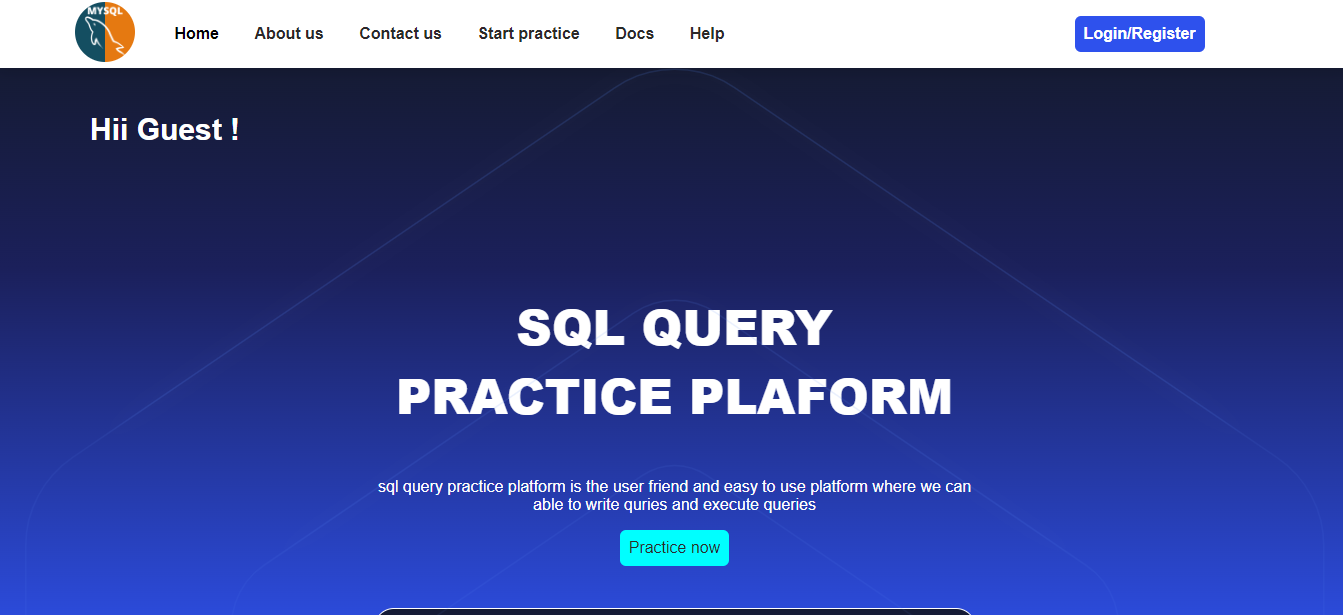 MYSQL
Home About us Contact us Start practice Docs Help Login/Register
Hii Guest !
SQL QUERY
PRACTICE PLAFORM
sql query practice platform is the user friend and easy to use platform where we can
able to write quries and execute queries
Practice now